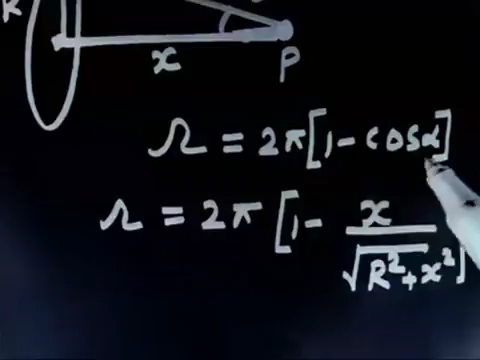 R
x
P
Ω = 2π[1 - cosα]
Ω = 2π[1 - x/√R²+x²]